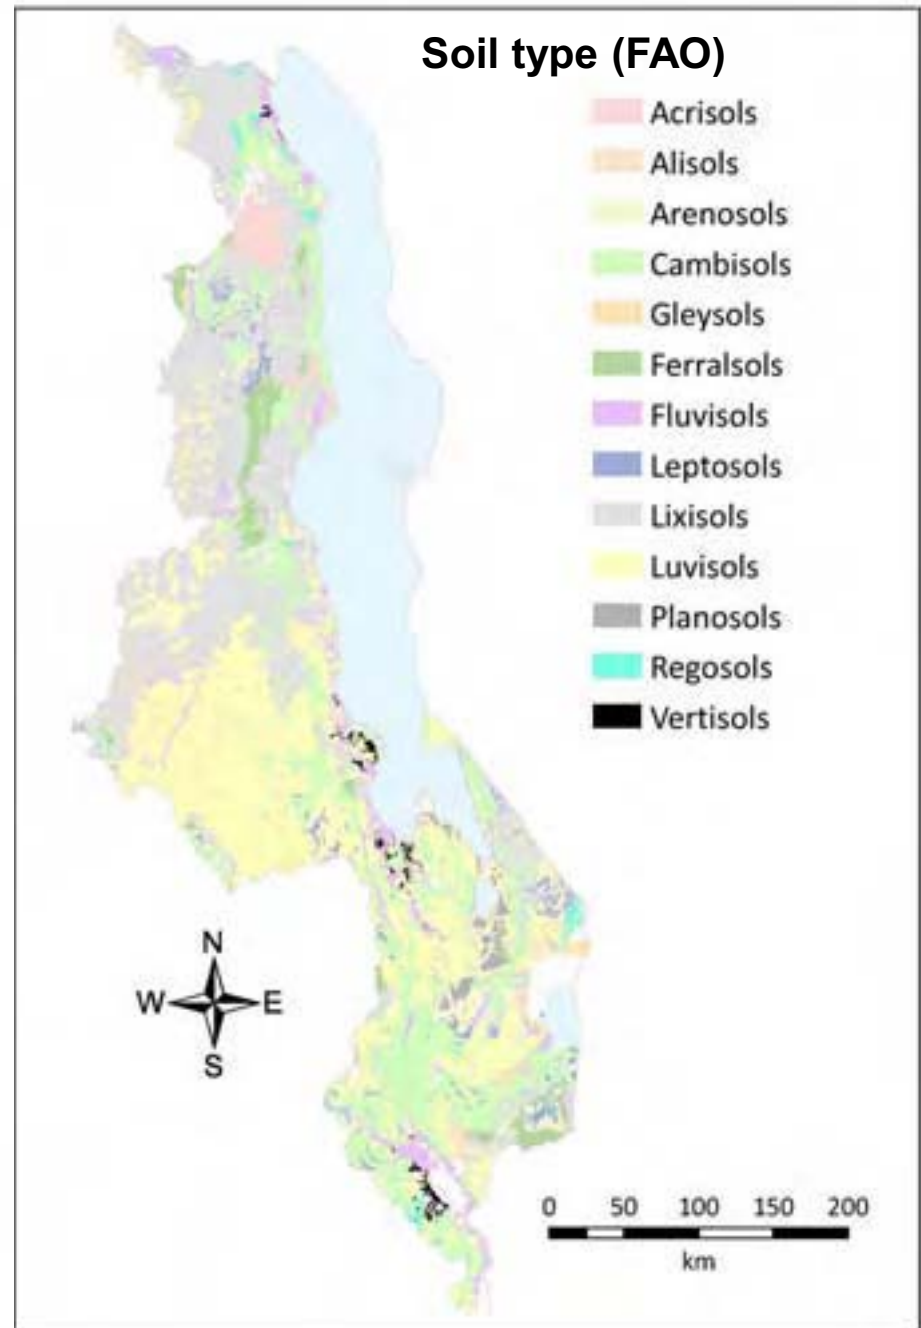 Soil type (FAO)
Acrisols
Alisols
Arenosols
Cambisols
Gleysols
Ferralsols
Fluvisols
Leptosols
Lixisols
Luvisols
Planosols
Regosols
Vertisols
N
W E
S
0 50 100 150 200
km